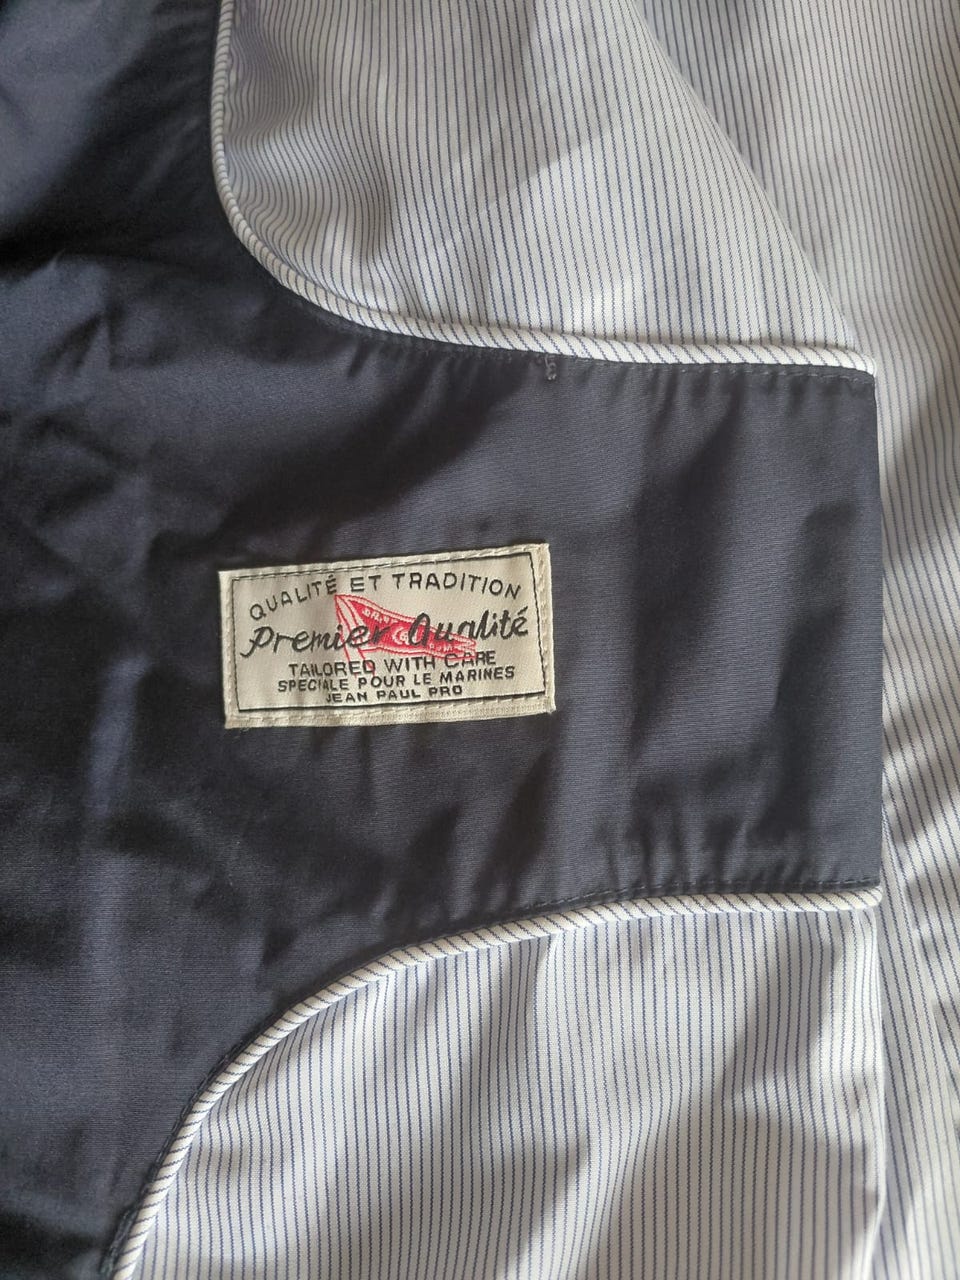 QUALITÉ ET TRADITION
Premier Qualité
TAILORED WITH CARE
SPECIALE POUR LE MARINES
JEAN PAUL PRO